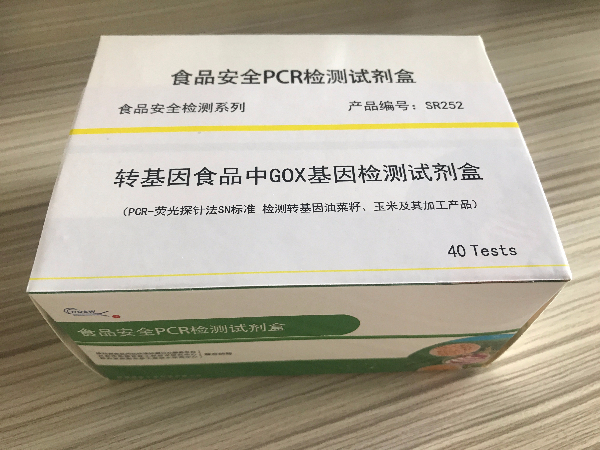 食品安全PCR检测试剂盒
食品安全检测系列 产品编号: SR252
转基因食品中GOX基因检测试剂盒
(PCR-荧光探针法SN标准 检测转基因油菜籽、玉米及其加工产品)
40 Tests
食品安全PCR检测试剂盒